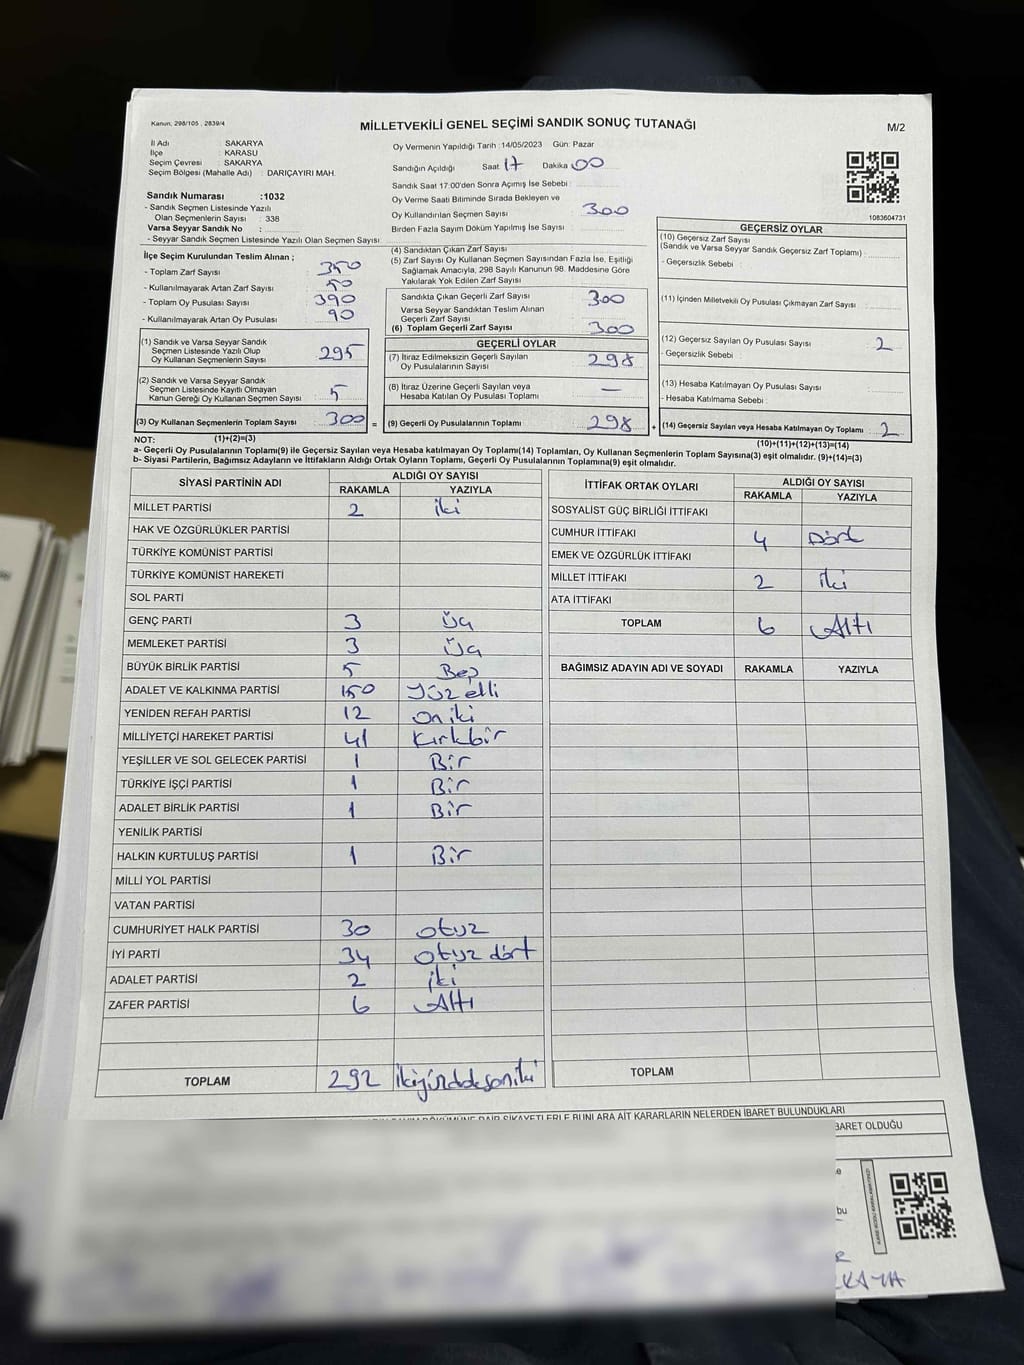 Kanun; 298/105 , 2839/4
MİLLETVEKİLİ GENEL SEÇİMİ SANDIK SONUÇ TUTANAĞI
M/2
İl Adı : SAKARYA
İlçe : KARASU
Seçim Çevresi : SAKARYA
Seçim Bölgesi (Mahalle Adı) : DARIÇAYIRI MAH.
Sandık Numarası :1032
- Sandık Seçmen Listesinde Yazılı
Olan Seçmenlerin Sayısı : 338
Varsa Seyyar Sandık No :
- Seyyar Sandık Seçmen Listesinde Yazılı Olan Seçmen Sayısı
Oy Vermenin Yapıldığı Tarih :14/05/2023 Gün: Pazar
Sandığın Açıldığı Saat 17 Dakika 00
Sandık Saat 17:00'den Sonra Açımış İse Sebebi :
Oy Verme Saati Bitiminde Sırada Bekleyen ve
Oy Kullandırılan Seçmen Sayısı 300
Birden Fazla Sayım Döküm Yapılmış İse Sayısı :
1083604731
İlçe Seçim Kurulundan Teslim Alınan ;
- Toplam Zarf Sayısı : 350
- Kullanılmayarak Artan Zarf Sayısı : 50
- Toplam Oy Pusulası Sayısı : 390
- Kullanılmayarak Artan Oy Pusulası : 90
(1) Sandık ve Varsa Seyyar Sandık
Seçmen Listesinde Yazılı Olup
Oy Kullanan Seçmenlerin Sayısı : 295
(2) Sandık ve Varsa Seyyar Sandık
Seçmen Listesinde Kayıtlı Olmayan
Kanun Gereği Oy Kullanan Seçmen Sayısı : 5
(3) Oy Kullanan Seçmenlerin Toplam Sayısı : 300 =
(4) Sandıktan Çıkan Zarf Sayısı
(5) Zarf Sayısı Oy Kullanan Seçmen Sayısından Fazla İse, Eşitliği
Sağlamak Amacıyla, 298 Sayılı Kanunun 98. Maddesine Göre
Yakılarak Yok Edilen Zarf Sayısı
Sandıkta Çıkan Geçerli Zarf Sayısı 300
Varsa Seyyar Sandıktan Teslim Alınan
Geçerli Zarf Sayısı
(6) Toplam Geçerli Zarf Sayısı 300
GEÇERLİ OYLAR
(7) İtiraz Edilmeksizin Geçerli Sayılan
Oy Pusulalarının Sayısı : 298
(8) İtiraz Üzerine Geçerli Sayılan veya
Hesaba Katılan Oy Pusulası Toplamı : —
(9) Geçerli Oy Pusulalarının Toplamı : 298 +
GEÇERSİZ OYLAR
(10) Geçersiz Zarf Sayısı
(Sandık ve Varsa Seyyar Sandık Geçersiz Zarf Toplamı) :
- Geçersizlik Sebebi :
(11) İçinden Milletvekili Oy Pusulası Çıkmayan Zarf Sayısı
(12) Geçersiz Sayılan Oy Pusulası Sayısı : 2
- Geçersizlik Sebebi :
(13) Hesaba Katılmayan Oy Pusulası Sayısı :
- Hesaba Katılmama Sebebi :
(14) Geçersiz Sayılan veya Hesaba Katılmayan Oy Toplamı : 2
NOT: (1)+(2)=(3) (10)+(11)+(12)+(13)=(14)
a- Geçerli Oy Pusulalarının Toplamı(9) ile Geçersiz Sayılan veya Hesaba katılmayan Oy Toplamı(14) Toplamları, Oy Kullanan Seçmenlerin Toplam Sayısına(3) eşit olmalıdır. (9)+(14)=(3)
b- Siyasi Partilerin, Bağımsız Adayların ve İttifakların Aldığı Ortak Oyların Toplamı, Geçerli Oy Pusulalarının Toplamına(9) eşit olmalıdır.
SİYASİ PARTİNİN ADI ALDIĞI OY SAYISI
RAKAMLA YAZIYLA
MİLLET PARTİSİ 2 iki
HAK VE ÖZGÜRLÜKLER PARTİSİ
TÜRKİYE KOMÜNİST PARTİSİ
TÜRKİYE KOMÜNİST HAREKETİ
SOL PARTİ
GENÇ PARTİ 3 Üç
MEMLEKET PARTİSİ 3 Üç
BÜYÜK BİRLİK PARTİSİ 5 Beş
ADALET VE KALKINMA PARTİSİ 150 Yüz elli
YENİDEN REFAH PARTİSİ 12 On iki
MİLLİYETÇİ HAREKET PARTİSİ 41 Kırkbir
YEŞİLLER VE SOL GELECEK PARTİSİ 1 Bir
TÜRKİYE İŞÇİ PARTİSİ 1 Bir
ADALET BİRLİK PARTİSİ 1 Bir
YENİLİK PARTİSİ
HALKIN KURTULUŞ PARTİSİ 1 Bir
MİLLİ YOL PARTİSİ
VATAN PARTİSİ
CUMHURİYET HALK PARTİSİ 30 otuz
İYİ PARTİ 34 otuz dört
ADALET PARTİSİ 2 iki
ZAFER PARTİSİ 6 Altı
TOPLAM 292 ikiyüzdoksaniki
İTTİFAK ORTAK OYLARI ALDIĞI OY SAYISI
RAKAMLA YAZIYLA
SOSYALİST GÜÇ BİRLİĞİ İTTİFAKI
CUMHUR İTTİFAKI 4 Dört
EMEK VE ÖZGÜRLÜK İTTİFAKI
MİLLET İTTİFAKI 2 iki
ATA İTTİFAKI
TOPLAM 6 Altı
BAĞIMSIZ ADAYIN ADI VE SOYADI RAKAMLA YAZIYLA
TOPLAM
DAİR ŞİKAYETLERLE BUNLARA AİT KARARLARIN NELERDEN İBARET BULUNDUKLARI
BARET OLDUĞU
bu